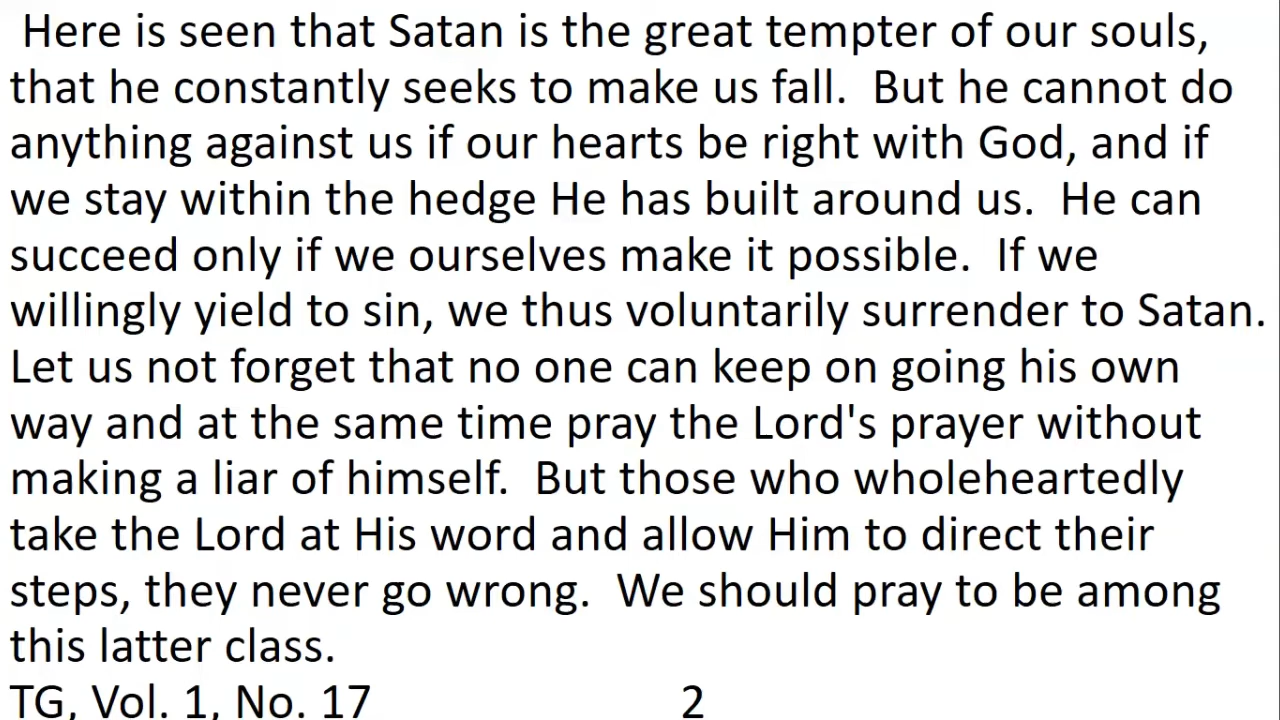 Here is seen that Satan is the great tempter of our souls,
that he constantly seeks to make us fall.  But he cannot do
anything against us if our hearts be right with God, and if
we stay within the hedge He has built around us.  He can
succeed only if we ourselves make it possible.  If we
willingly yield to sin, we thus voluntarily surrender to Satan.
Let us not forget that no one can keep on going his own
way and at the same time pray the Lord's prayer without
making a liar of himself.  But those who wholeheartedly
take the Lord at His word and allow Him to direct their
steps, they never go wrong.  We should pray to be among
this latter class.
TG, Vol. 1, No. 17 2